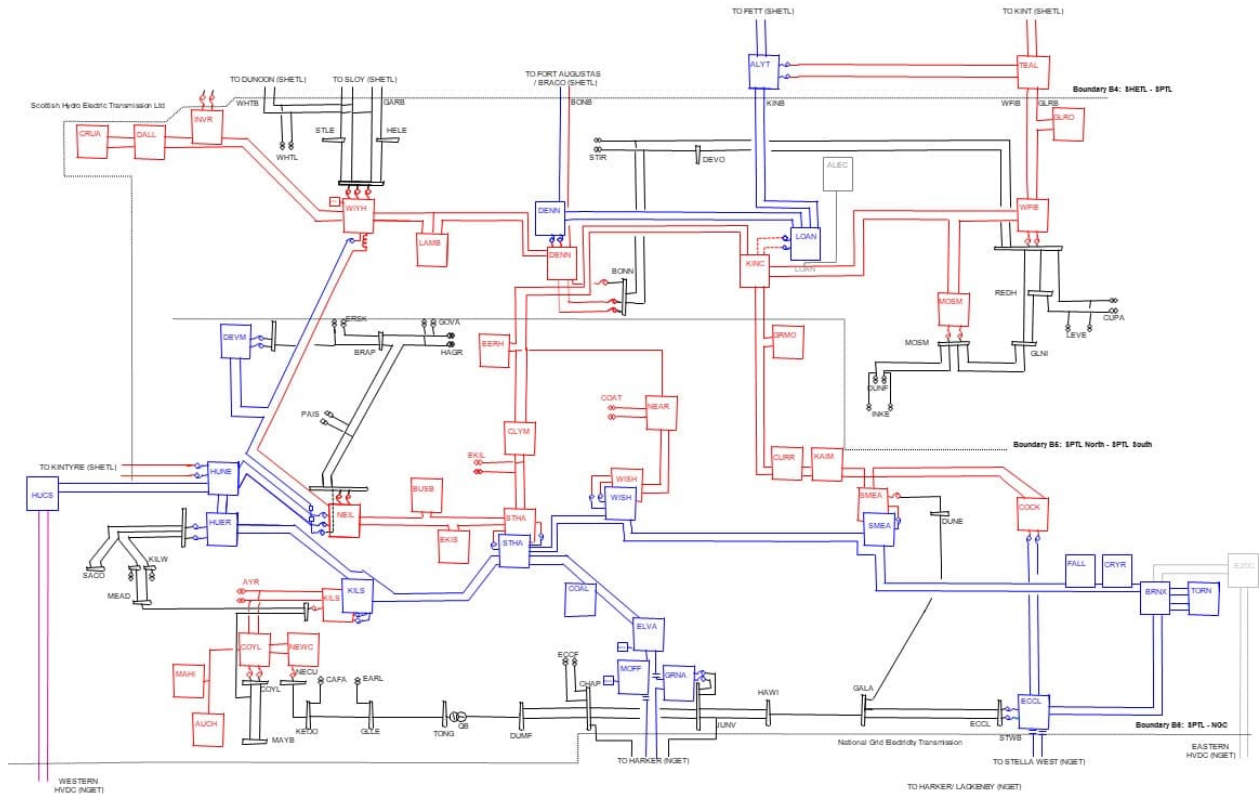 TO FETT (SHETL)
TO KINT (SHETL)
ALYT
TEAL
TO DUNOON (SHETL)
TO SLOY (SHETL)
TO FORT AUGUSTAS
/ BRACO (SHETL)
Boundary B4: SHETL - SPTL
Scottish Hydro Electric Transmission Ltd
WHTB
GARB
BONB
KINB
WFIB
GLRB
INVR
GLRO
CRUA
DALL
STLE
HELE
WHTL
STIR
DEVO
ALEC
WIYH
DENN
WFIE
LAMB
LOAN
DENN
KINC
LOAN
BONN
REDH
MOSM
CUPA
LEVE
ERSK
GOVA
DEVM
BRAP
HAGR
EERH
GRMO
MOSM
GLNI
DUNF
INKE
COAT
NEAR
PAIS
CLYM
Boundary B5: SPTL North - SPTL South
EKIL
CURR
KAIM
TO KINTYRE (SHETL)
HUNE
HUCS
BUSB
WISH
WISH
SMEA
COCK
NEIL
STHA
DUNE
HUER
EKIS
STHA
SMEA
KILW
SACO
MEAD
FALL
CRYR
EJCC
AYR
KILS
KILS
COAL
BRNX
TORN
ELVA
COYL
NEWC
MAHI
NECU
CAFA
EARL
ECCF
MOFF
GRNA
COYL
CHAP
HAWI
GALA
ECCL
AUCH
MAYB
KEOO
GLLE
TONG
QB
DUMF
JUNV
ECCL
STWB
Boundary B6: SPTL - NGC
National Grid Electricity Transmission
TO HARKER (NGET)
TO STELLA WEST (NGET)
EASTERN
HVDC (NGET)
WESTERN
HVDC (NGET)
TO HARKER/ LACKENBY (NGET)